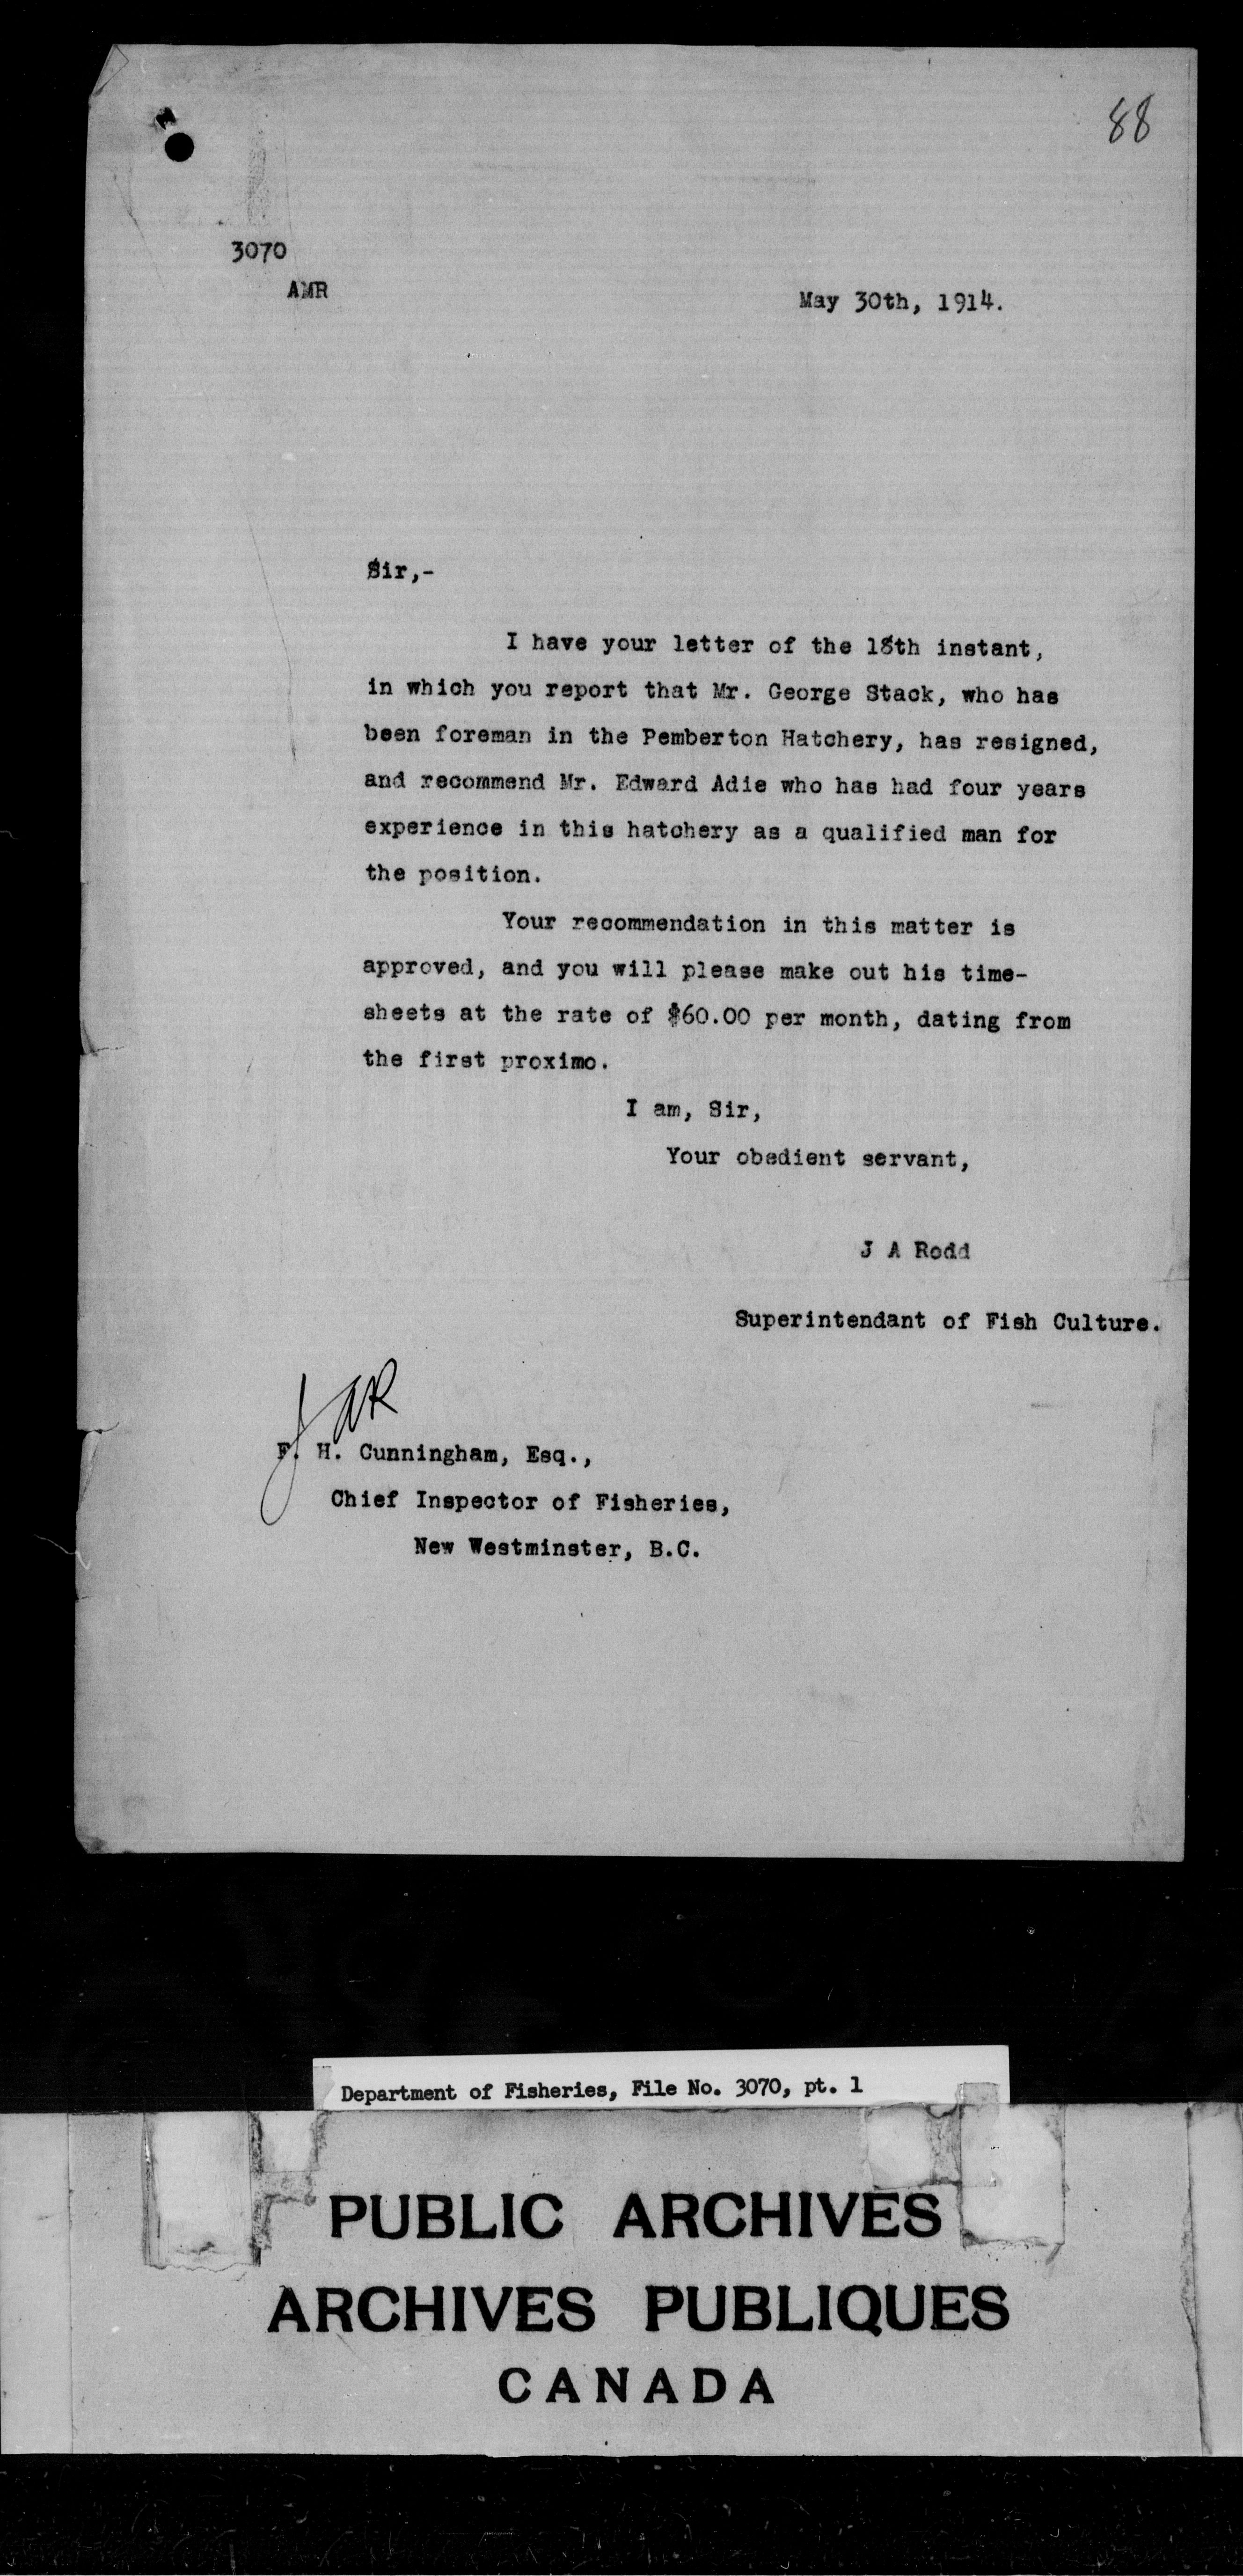 88
3070
AMR
May 30th, 1914.
Sir,-
I have your letter of the 18th instant,
in which you report that Mr. George Stack, who has
been foreman in the Pemberton Hatchery, has resigned,
and recommend Mr. Edward Adie who has had four years
experience in this hatchery as a qualified man for
the position.
Your recommendation in this matter is
approved, and you will please make out his time-
sheets at the rate of $60.00 per month, dating from
the first proximo.
I am, Sir,
Your obedient servant,
J A Rodd
Superintendant of Fish Culture.
JAR
F. H. Cunningham, Esq.,
Chief Inspector of Fisheries,
New Westminster, B.C.
Department of Fisheries, File No. 3070, pt. 1
PUBLIC ARCHIVES
ARCHIVES PUBLIQUES
CANADA